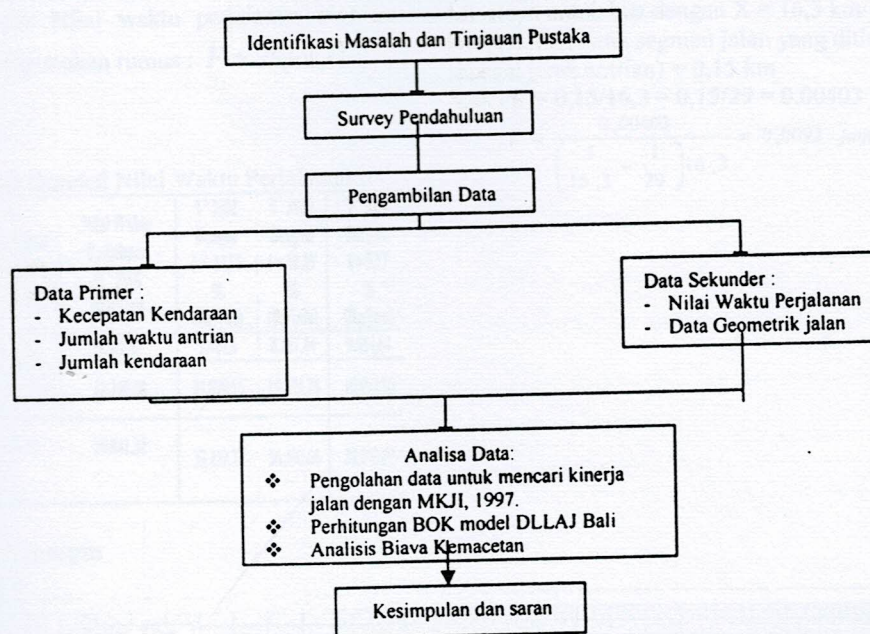 Identifikasi Masalah dan Tinjauan Pustaka
Survey Pendahuluan
Pengambilan Data
Data Primer :
- Kecepatan Kendaraan
- Jumlah waktu antrian
- Jumlah kendaraan
Data Sekunder :
- Nilai Waktu Perjalanan
- Data Geometrik jalan
Analisa Data:
❖ Pengolahan data untuk mencari kinerja
jalan dengan MKJI, 1997.
❖ Perhitungan BOK model DLLAJ Bali
❖ Analisis Biaya Kemacetan
Kesimpulan dan saran